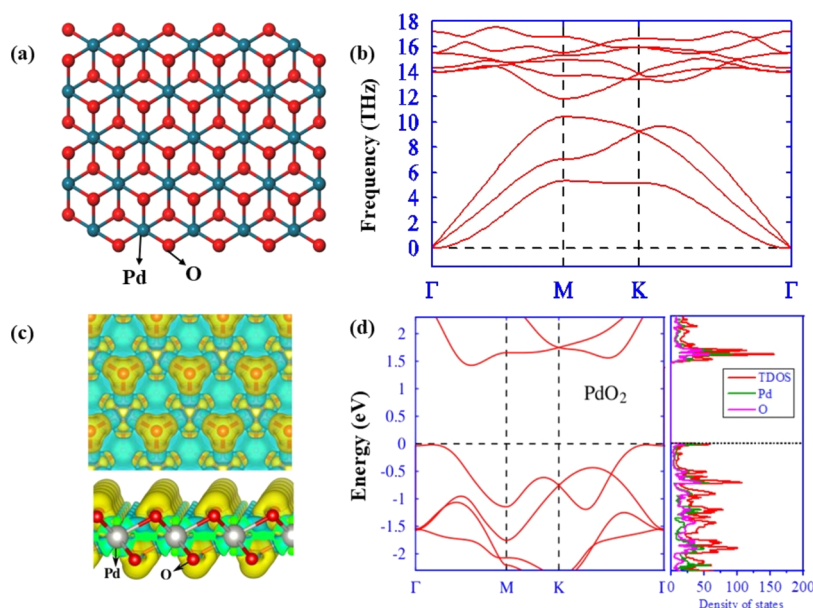 (a)
Pd
O
(b)
Frequency (THz)
18
16
14
12
10
8
6
4
2
0
Γ
M
K
Γ
(c)
Pd
O
(d)
Energy (eV)
2
1.5
1
0.5
0
-0.5
-1
-1.5
-2
Γ
M
K
Γ
PdO₂
TDOS
Pd
O
0
50
100
150
200
Density of states